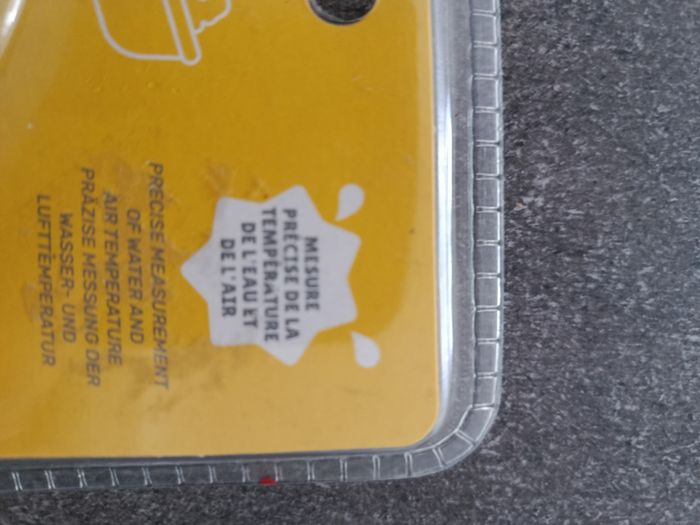 MESURE
PRÉCISE DE LA
TEMPÉRATURE
DE L'EAU ET
DE L'AIR
PRECISE MEASUREMENT
OF WATER AND
AIR TEMPERATURE
PRÄZISE MESSUNG DER
WASSER- UND
LUFTTEMPERATUR